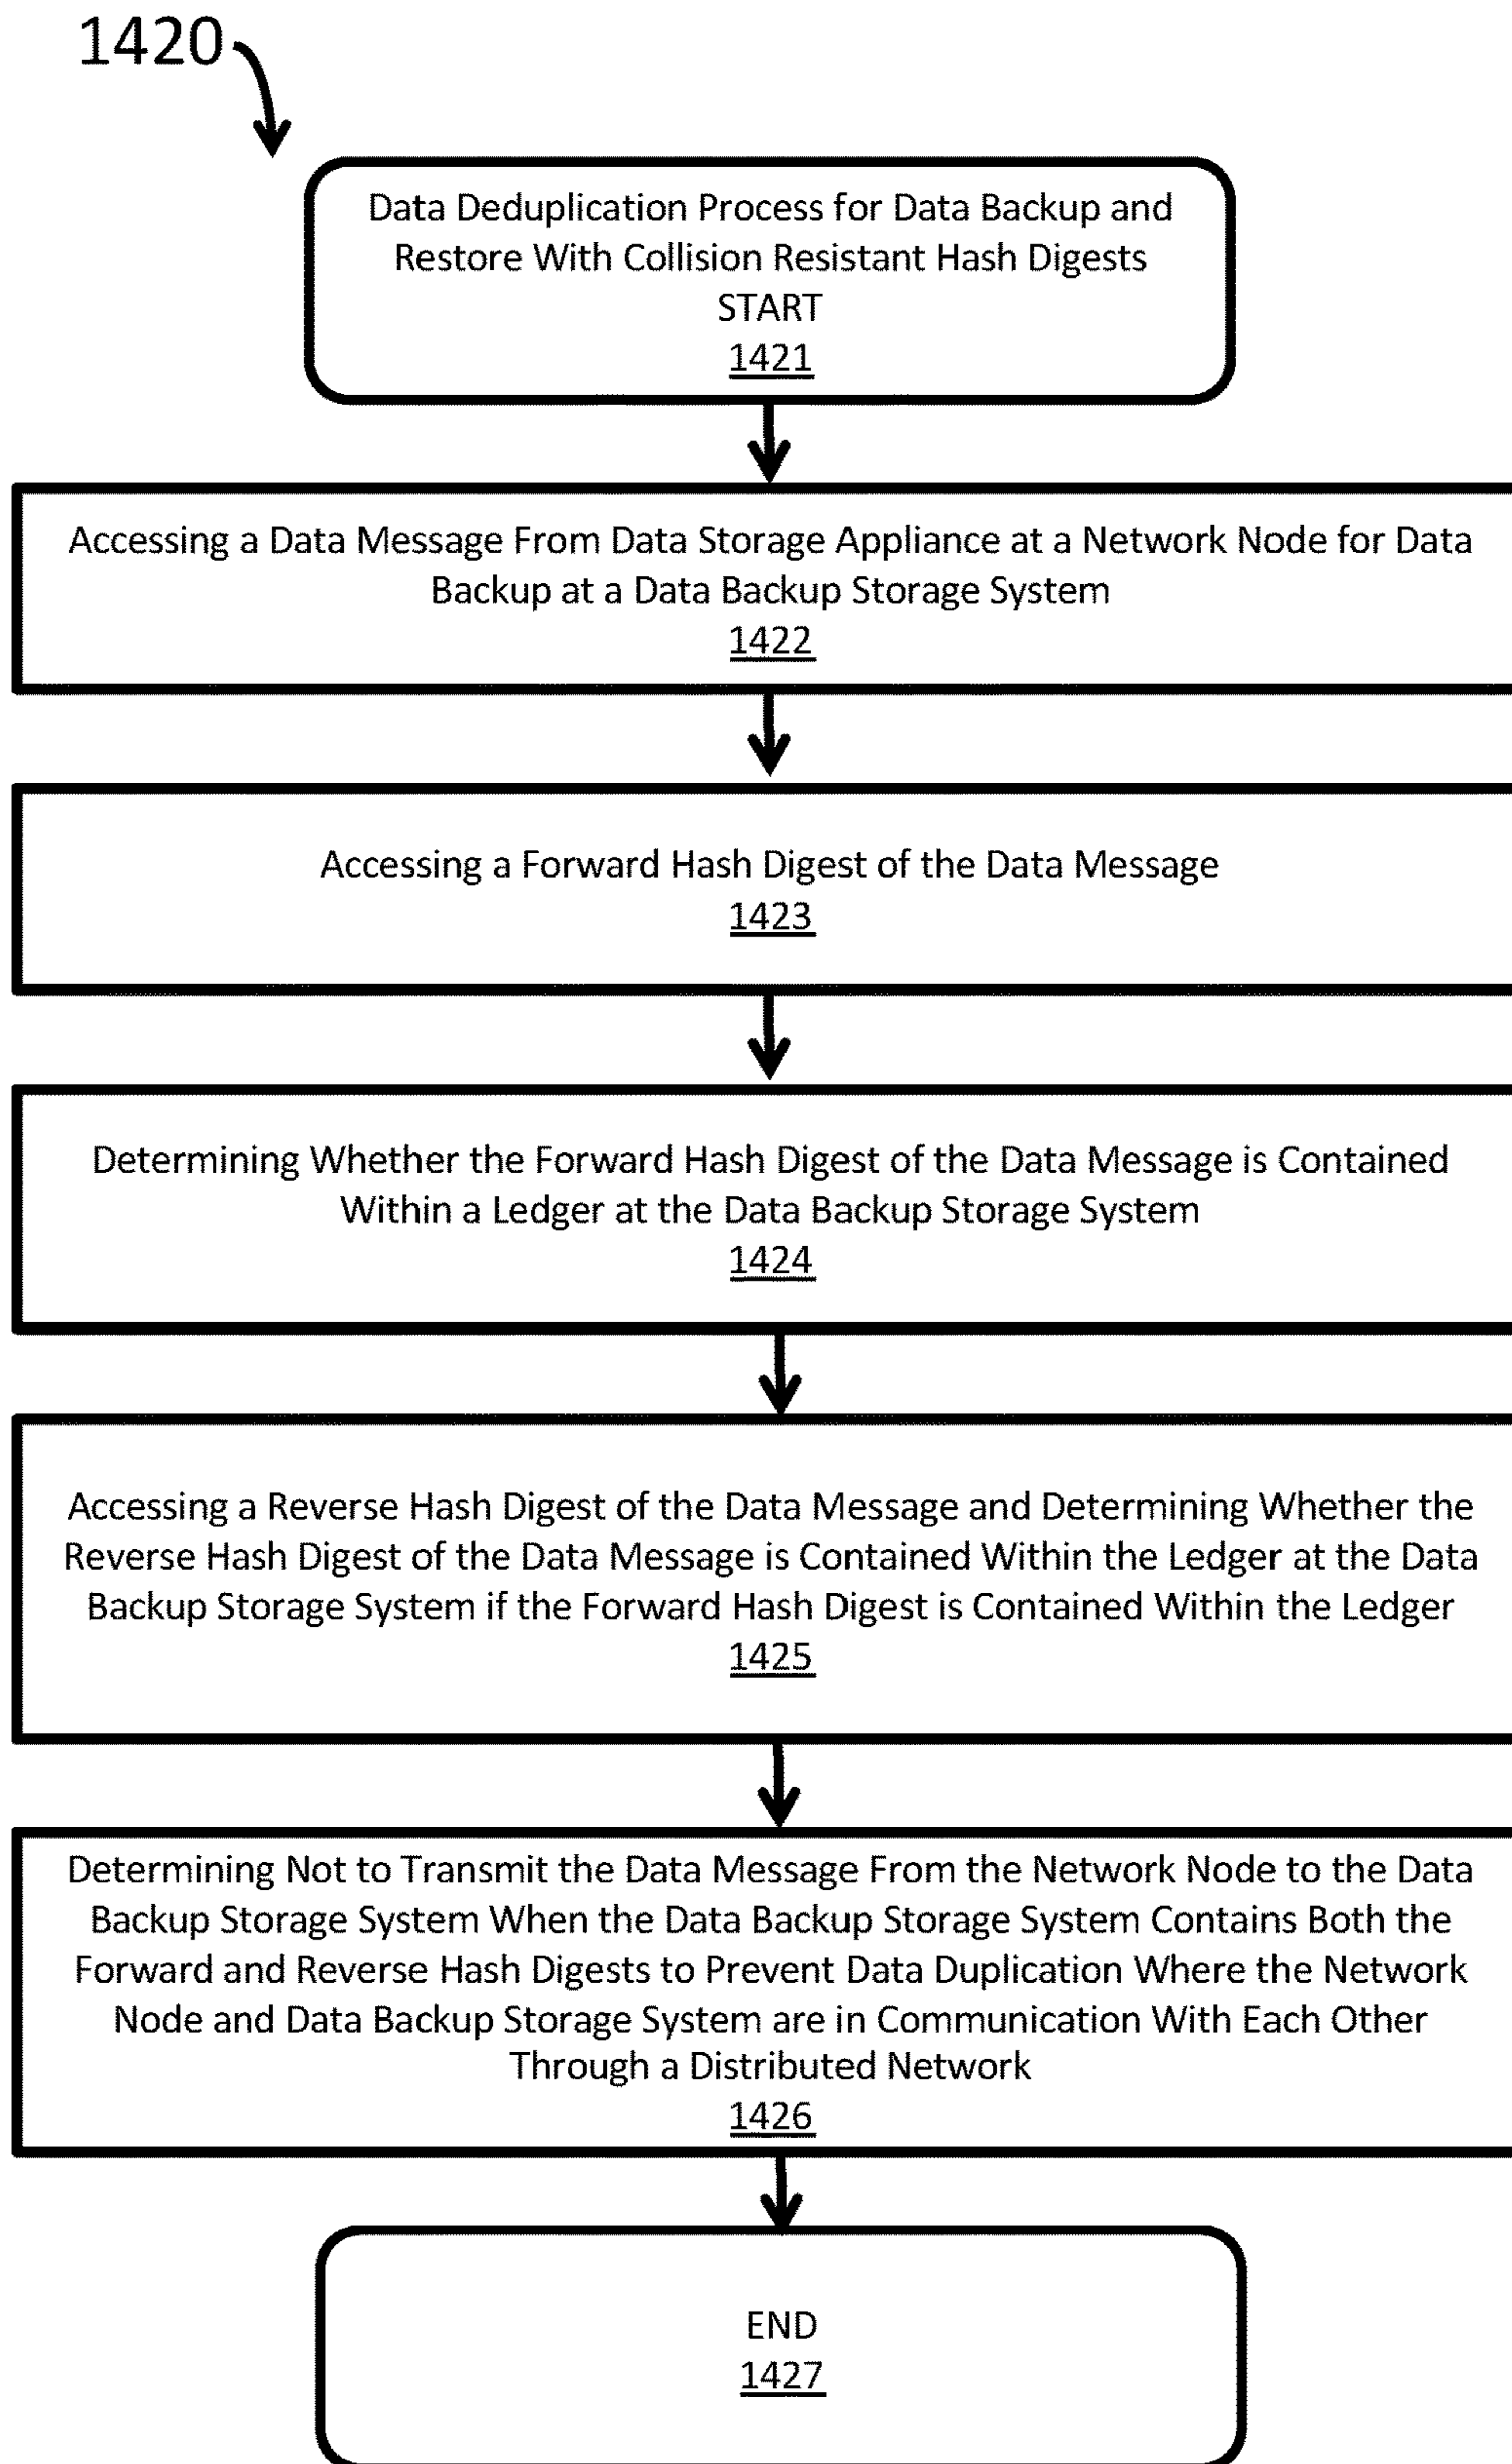 1420
Data Deduplication Process for Data Backup and
Restore With Collision Resistant Hash Digests
START
1421
Accessing a Data Message From Data Storage Appliance at a Network Node for Data
Backup at a Data Backup Storage System
1422
Accessing a Forward Hash Digest of the Data Message
1423
Determining Whether the Forward Hash Digest of the Data Message is Contained
Within a Ledger at the Data Backup Storage System
1424
Accessing a Reverse Hash Digest of the Data Message and Determining Whether the
Reverse Hash Digest of the Data Message is Contained Within the Ledger at the Data
Backup Storage System if the Forward Hash Digest is Contained Within the Ledger
1425
Determining Not to Transmit the Data Message From the Network Node to the Data
Backup Storage System When the Data Backup Storage System Contains Both the
Forward and Reverse Hash Digests to Prevent Data Duplication Where the Network
Node and Data Backup Storage System are in Communication With Each Other
Through a Distributed Network
1426
END
1427